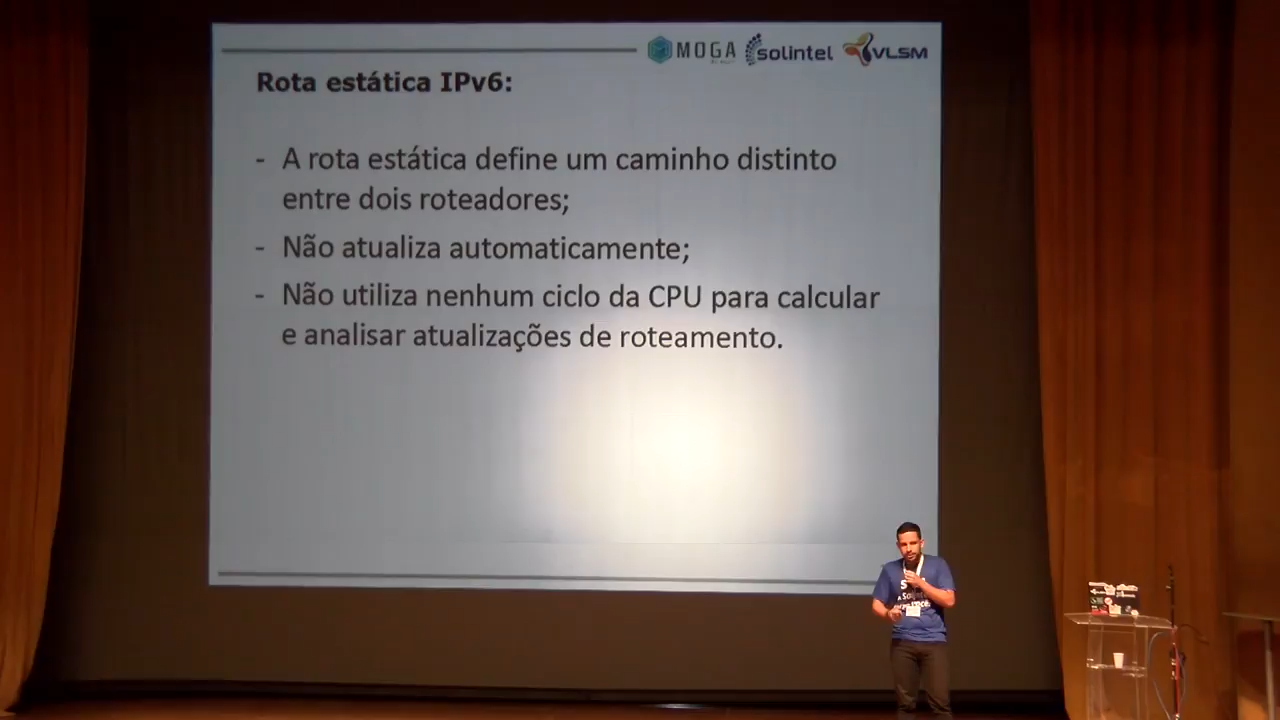 MOGA solintel VLSM
Rota estática IPv6:
- A rota estática define um caminho distinto
entre dois roteadores;
- Não atualiza automaticamente;
- Não utiliza nenhum ciclo da CPU para calcular
e analisar atualizações de roteamento.